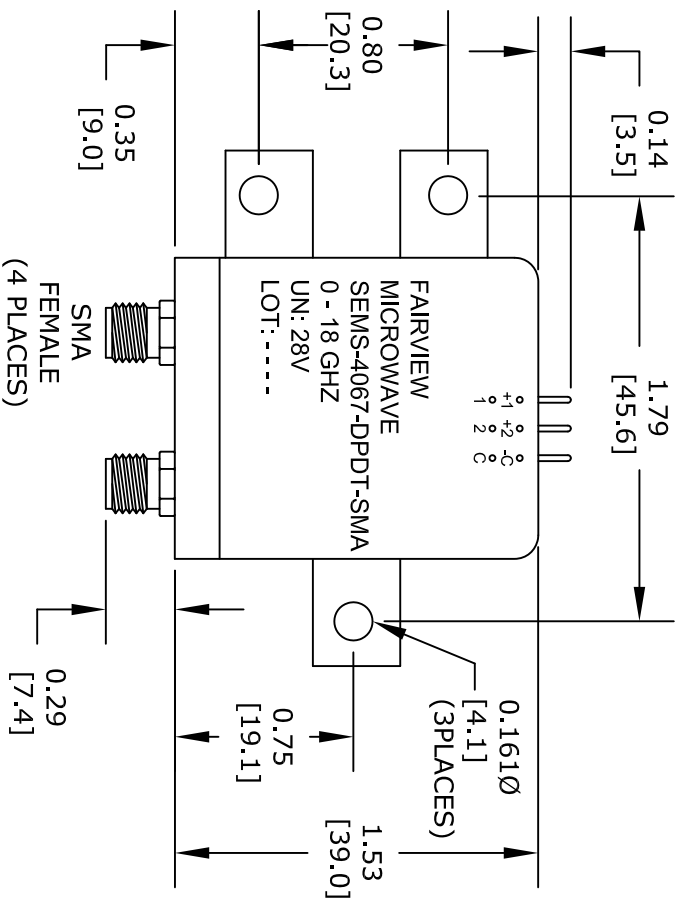 0.80
[20.3]
0.14
[3.5]
0.35
[9.0]
1.79
[45.6]
FAIRVIEW
MICROWAVE
SEMS-4067-DPDT-SMA
0 - 18 GHZ
UN: 28V
LOT: - - - -
+1 +2 -C
1 2 C
SMA
FEMALE
(4 PLACES)
0.161Ø
[4.1]
(3PLACES)
0.29
[7.4]
0.75
[19.1]
1.53
[39.0]